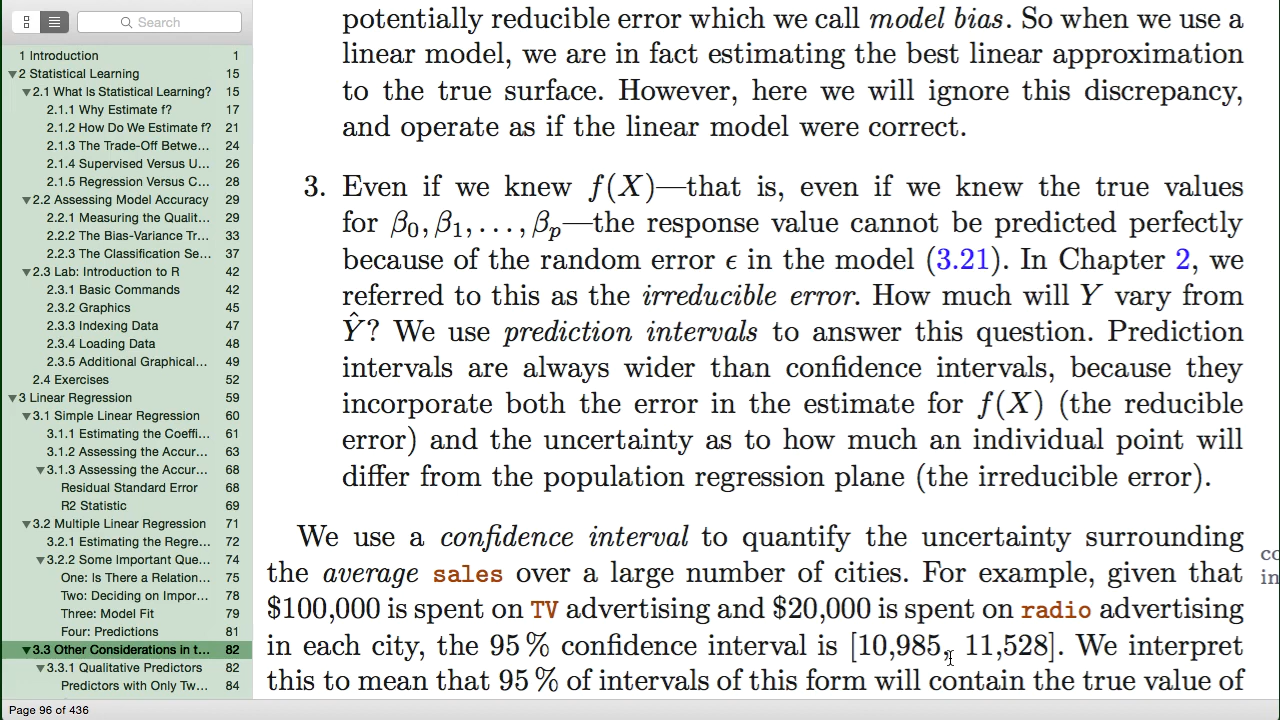 Search
1 Introduction 1
2 Statistical Learning 15
2.1 What Is Statistical Learning? 15
2.1.1 Why Estimate f? 17
2.1.2 How Do We Estimate f? 21
2.1.3 The Trade-Off Betwe... 24
2.1.4 Supervised Versus U... 26
2.1.5 Regression Versus C... 28
2.2 Assessing Model Accuracy 29
2.2.1 Measuring the Qualit... 29
2.2.2 The Bias-Variance Tr... 33
2.2.3 The Classification Se... 37
2.3 Lab: Introduction to R 42
2.3.1 Basic Commands 42
2.3.2 Graphics 45
2.3.3 Indexing Data 47
2.3.4 Loading Data 48
2.3.5 Additional Graphical... 49
2.4 Exercises 52
3 Linear Regression 59
3.1 Simple Linear Regression 60
3.1.1 Estimating the Coeffi... 61
3.1.2 Assessing the Accur... 63
3.1.3 Assessing the Accur... 68
Residual Standard Error 68
R2 Statistic 69
3.2 Multiple Linear Regression 71
3.2.1 Estimating the Regre... 72
3.2.2 Some Important Que... 74
One: Is There a Relation... 75
Two: Deciding on Impor... 78
Three: Model Fit 79
Four: Predictions 81
3.3 Other Considerations in t... 82
3.3.1 Qualitative Predictors 82
Predictors with Only Tw... 84
Page 96 of 436
potentially reducible error which we call model bias. So when we use a
linear model, we are in fact estimating the best linear approximation
to the true surface. However, here we will ignore this discrepancy,
and operate as if the linear model were correct.
3. Even if we knew f(X)—that is, even if we knew the true values
for β0, β1, . . . , βp—the response value cannot be predicted perfectly
because of the random error ϵ in the model (3.21). In Chapter 2, we
referred to this as the irreducible error. How much will Y vary from
Ŷ? We use prediction intervals to answer this question. Prediction
intervals are always wider than confidence intervals, because they
incorporate both the error in the estimate for f(X) (the reducible
error) and the uncertainty as to how much an individual point will
differ from the population regression plane (the irreducible error).
We use a confidence interval to quantify the uncertainty surrounding
the average sales over a large number of cities. For example, given that
$100,000 is spent on TV advertising and $20,000 is spent on radio advertising
in each city, the 95 % confidence interval is [10,985, 11,528]. We interpret
this to mean that 95 % of intervals of this form will contain the true value of
co
in